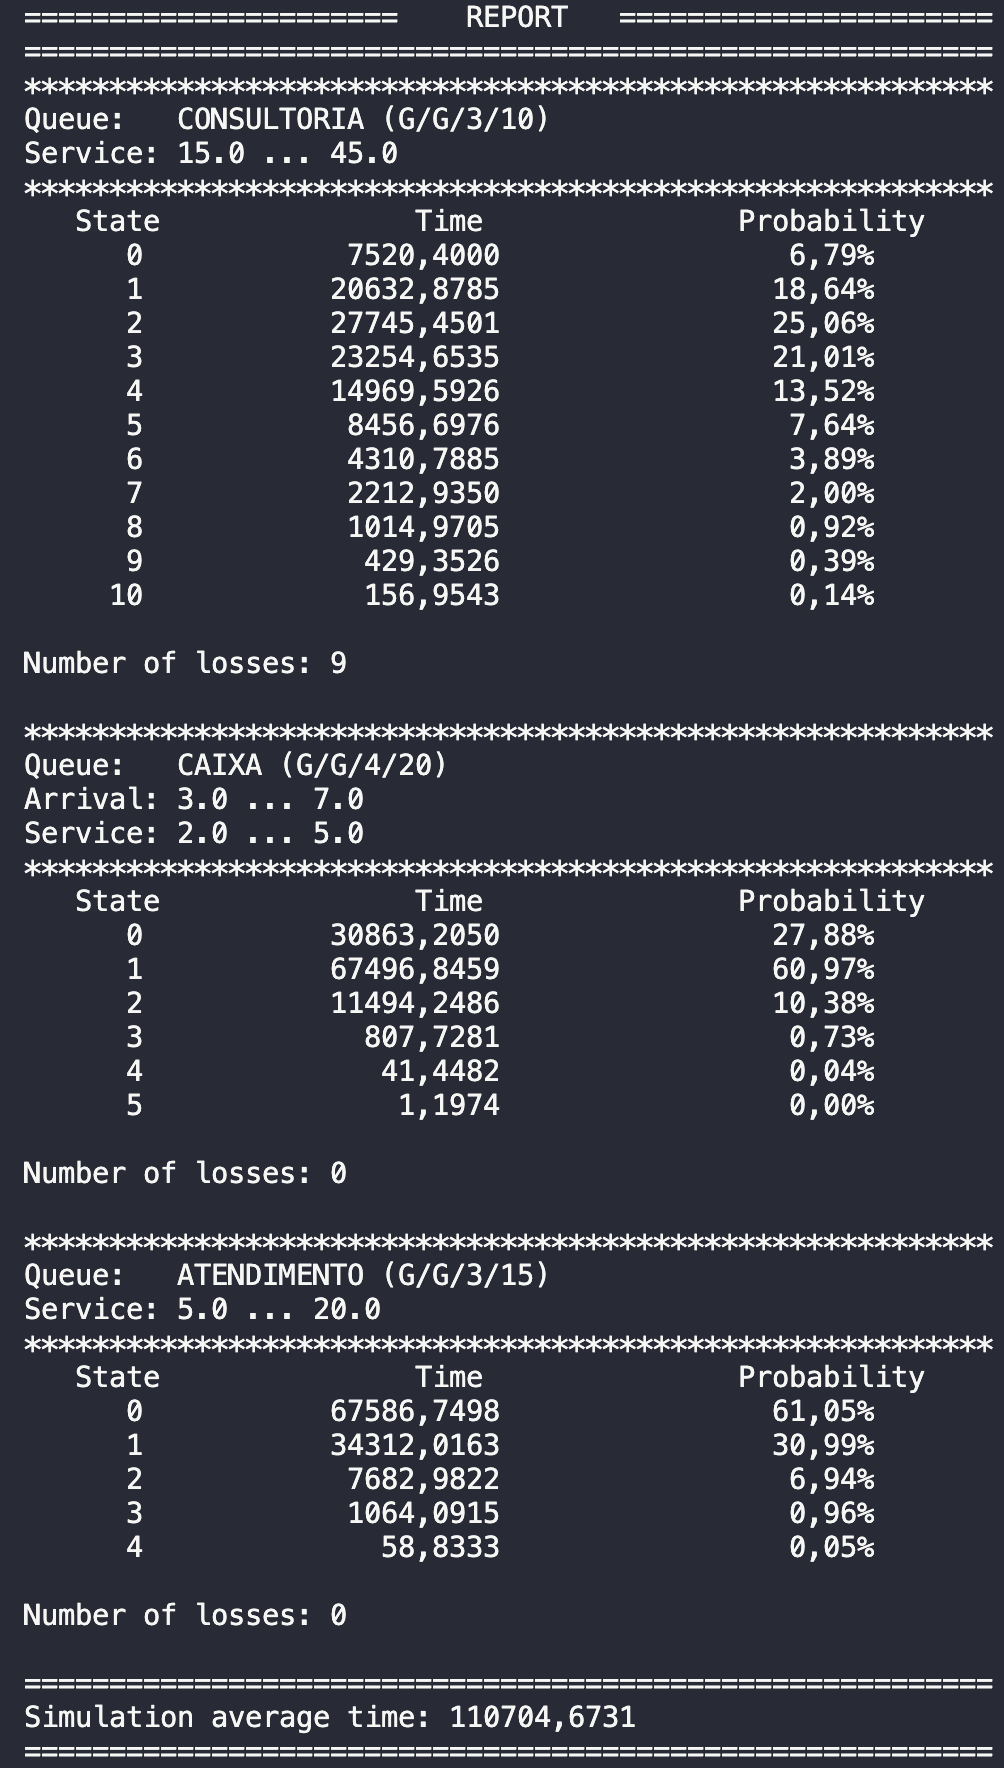 ====================== REPORT ======================
=========================================================
*********************************************************
Queue: CONSULTORIA (G/G/3/10)
Service: 15.0 ... 45.0
*********************************************************
State Time Probability
0 7520,4000 6,79%
1 20632,8785 18,64%
2 27745,4501 25,06%
3 23254,6535 21,01%
4 14969,5926 13,52%
5 8456,6976 7,64%
6 4310,7885 3,89%
7 2212,9350 2,00%
8 1014,9705 0,92%
9 429,3526 0,39%
10 156,9543 0,14%
Number of losses: 9
*********************************************************
Queue: CAIXA (G/G/4/20)
Arrival: 3.0 ... 7.0
Service: 2.0 ... 5.0
*********************************************************
State Time Probability
0 30863,2050 27,88%
1 67496,8459 60,97%
2 11494,2486 10,38%
3 807,7281 0,73%
4 41,4482 0,04%
5 1,1974 0,00%
Number of losses: 0
*********************************************************
Queue: ATENDIMENTO (G/G/3/15)
Service: 5.0 ... 20.0
*********************************************************
State Time Probability
0 67586,7498 61,05%
1 34312,0163 30,99%
2 7682,9822 6,94%
3 1064,0915 0,96%
4 58,8333 0,05%
Number of losses: 0
=========================================================
Simulation average time: 110704,6731
=========================================================